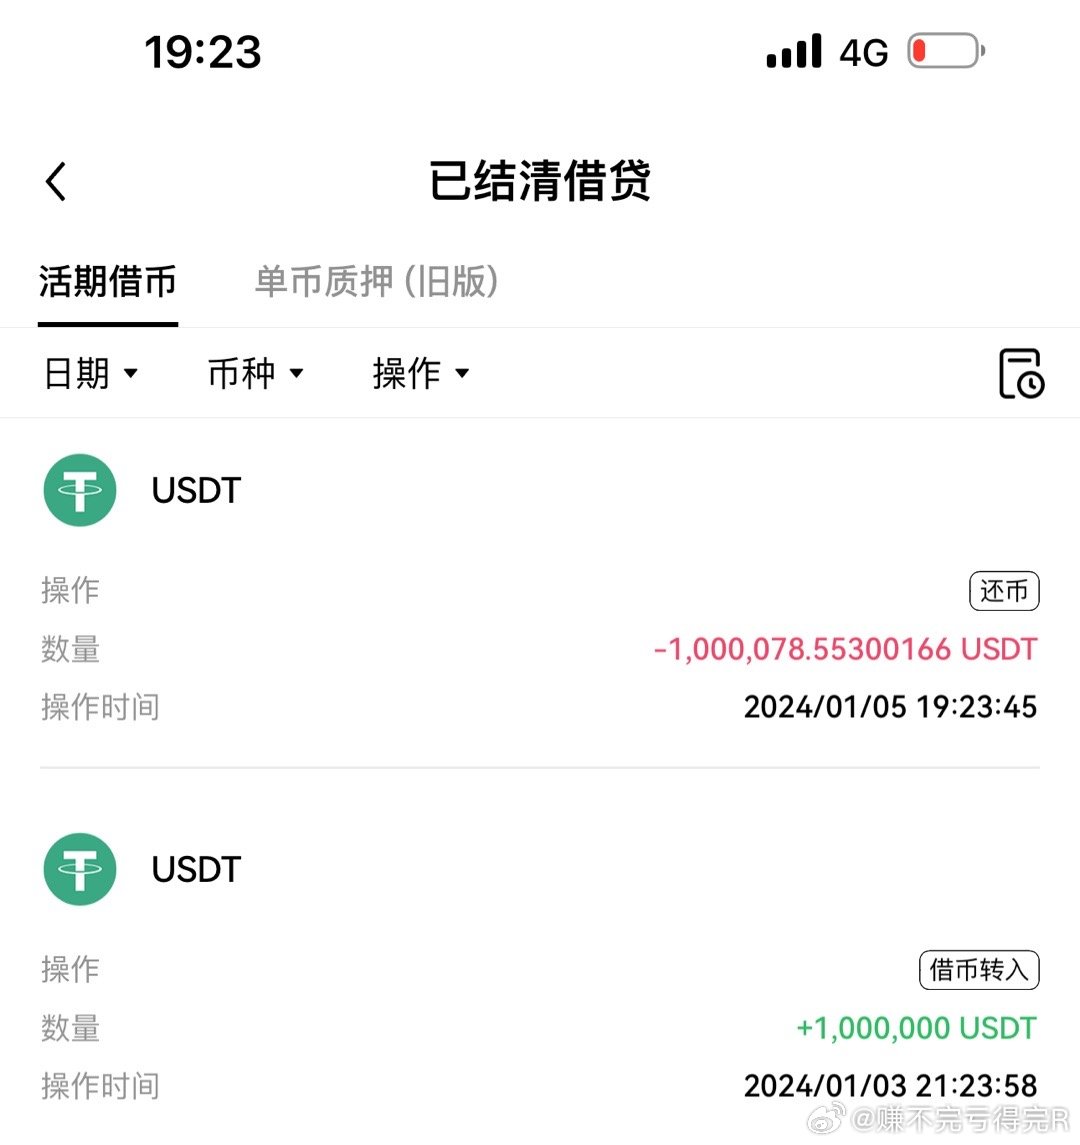 19:23 4G
已结清借贷
活期借币 单币质押 (旧版)
日期 币种 操作
USDT
操作 还币
数量 -1,000,078.55300166 USDT
操作时间 2024/01/05 19:23:45
USDT
操作 借币转入
数量 +1,000,000 USDT
操作时间 2024/01/03 21:23:58
@赚不完亏得完R